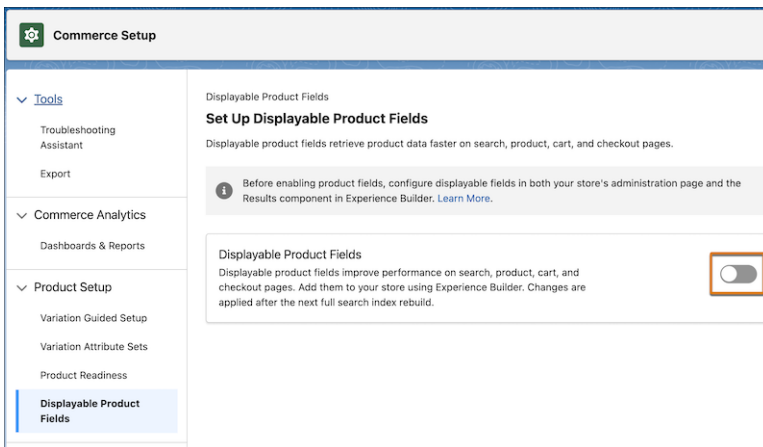 Commerce Setup
Tools
Troubleshooting
Assistant
Export
Commerce Analytics
Dashboards & Reports
Product Setup
Variation Guided Setup
Variation Attribute Sets
Product Readiness
Displayable Product
Fields
Displayable Product Fields
Set Up Displayable Product Fields
Displayable product fields retrieve product data faster on search, product, cart, and checkout pages.
Before enabling product fields, configure displayable fields in both your store's administration page and the
Results component in Experience Builder. Learn More.
Displayable Product Fields
Displayable product fields improve performance on search, product, cart, and
checkout pages. Add them to your store using Experience Builder. Changes are
applied after the next full search index rebuild.